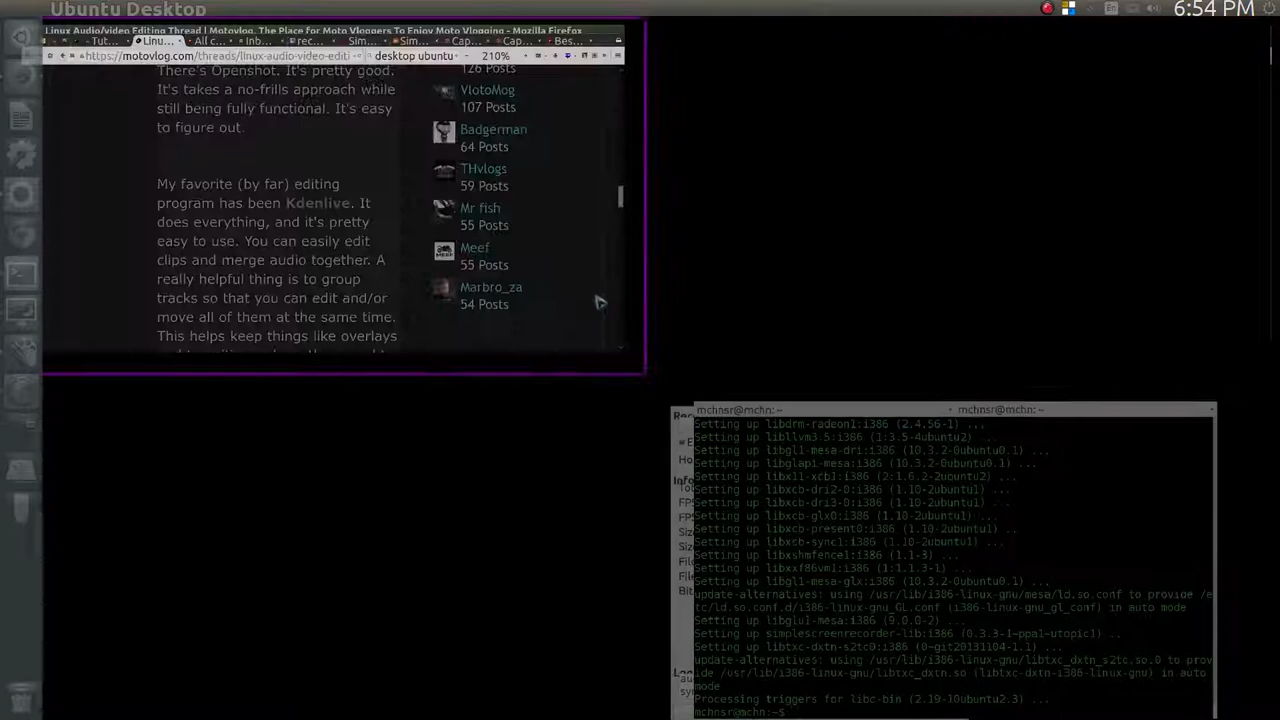 Ubuntu Desktop
En
6:54 PM
Linux Audio/video Editing Thread | Motovlog. The Place for Moto Vloggers To Enjoy Moto Vlogging - Mozilla Firefox
Tut...
Linu...
All c...
Inb...
rec...
Sim...
Sim...
Cap...
Cap...
Bes...
https://motovlog.com/threads/linux-audio-video-editi
desktop ubuntu
210%
There's Openshot. It's pretty good.
It's takes a no-frills approach while
still being fully functional. It's easy
to figure out.
My favorite (by far) editing
program has been Kdenlive. It
does everything, and it's pretty
easy to use. You can easily edit
clips and merge audio together. A
really helpful thing is to group
tracks so that you can edit and/or
move all of them at the same time.
This helps keep things like overlays
126 Posts
VlotoMog
107 Posts
Badgerman
64 Posts
THvlogs
59 Posts
Mr fish
55 Posts
Meef
55 Posts
Marbro_za
54 Posts
mchnsr@mchn: ~
mchnsr@mchn: ~
Setting up libdrm-radeon1:i386 (2.4.56-1) ...
Setting up libllvm3.5:i386 (1:3.5-4ubuntu2) ...
Setting up libgl1-mesa-dri:i386 (10.3.2-0ubuntu0.1) ...
Setting up libglapi-mesa:i386 (10.3.2-0ubuntu0.1) ...
Setting up libx11-xcb1:i386 (2:1.6.2-2ubuntu2) ...
Setting up libxcb-dri2-0:i386 (1.10-2ubuntu1) ...
Setting up libxcb-dri3-0:i386 (1.10-2ubuntu1) ...
Setting up libxcb-glx0:i386 (1.10-2ubuntu1) ...
Setting up libxcb-present0:i386 (1.10-2ubuntu1) ...
Setting up libxcb-sync1:i386 (1.10-2ubuntu1) ...
Setting up libxshmfence1:i386 (1.1-3) ...
Setting up libxxf86vm1:i386 (1:1.1.3-1) ...
Setting up libgl1-mesa-glx:i386 (10.3.2-0ubuntu0.1) ...
update-alternatives: using /usr/lib/i386-linux-gnu/mesa/ld.so.conf to provide /e
tc/ld.so.conf.d/i386-linux-gnu_GL.conf (i386-linux-gnu_gl_conf) in auto mode
Setting up libglu1-mesa:i386 (9.0.0-2) ...
Setting up simplescreenrecorder-lib:i386 (0.3.3-1~ppa1~utopic1) ...
Setting up libtxc-dxtn-s2tc0:i386 (0~git20131104-1.1) ...
update-alternatives: using /usr/lib/i386-linux-gnu/libtxc_dxtn_s2tc.so.0 to prov
ide /usr/lib/i386-linux-gnu/libtxc_dxtn.so (libtxc-dxtn-i386-linux-gnu) in auto
mode
Processing triggers for libc-bin (2.19-10ubuntu2.3) ...
mchnsr@mchn:~$